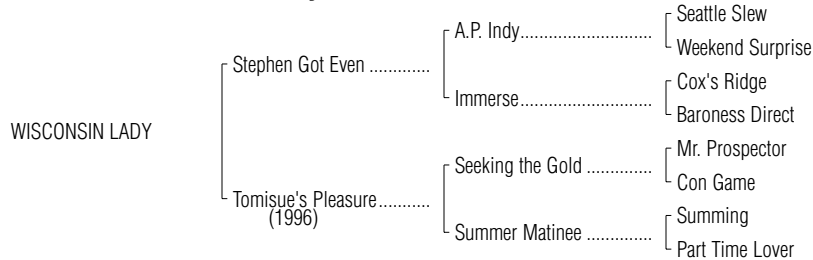 Seattle Slew
A.P. Indy............................
Weekend Surprise
Stephen Got Even .............
Cox's Ridge
Immerse............................
Baroness Direct
WISCONSIN LADY
Mr. Prospector
Seeking the Gold ..............
Con Game
Tomisue's Pleasure...........
(1996)
Summing
Summer Matinee ..............
Part Time Lover